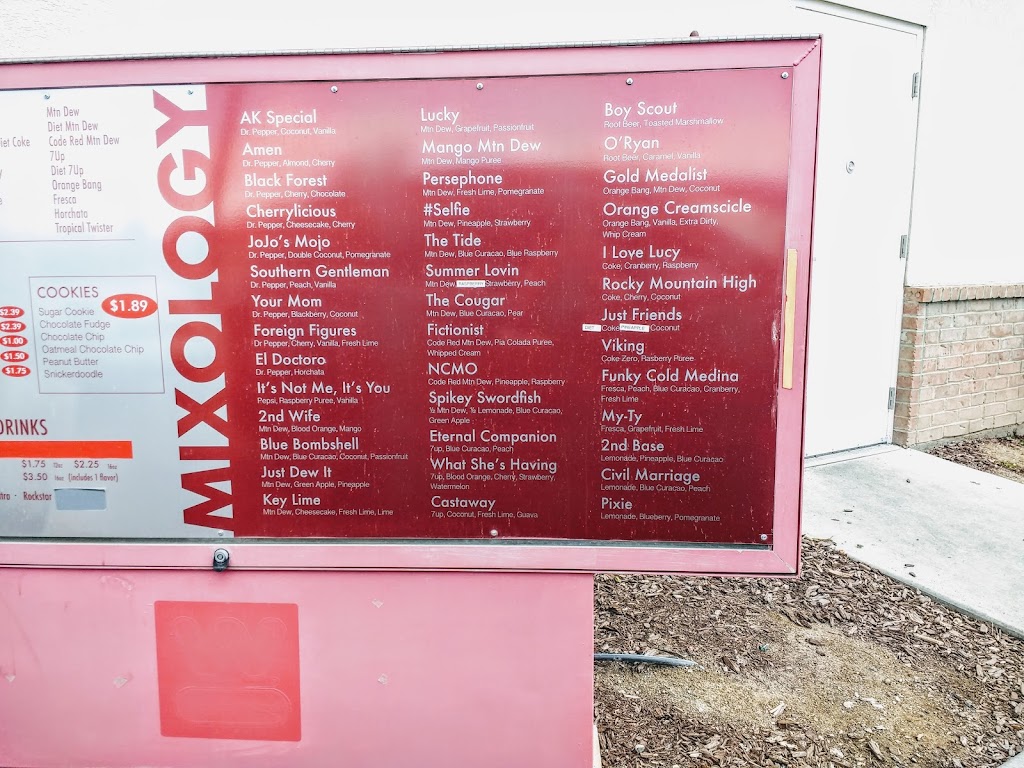 Mtn Dew
Diet Mtn Dew
iet Coke Code Red Mtn Dew
7Up
Diet 7Up
Orange Bang
Fresca
Horchata
Tropical Twister
COOKIES
$1.89
Sugar Cookie
Chocolate Fudge
Chocolate Chip
Oatmeal Chocolate Chip
Peanut Butter
Snickerdoodle
$2.39
$2.39
$1.00
$1.50
$1.75
DRINKS
$1.75 12oz $2.25 16oz
$3.50 16oz (includes 1 flavor)
tra · Rockstar
MIXOLOGY
AK Special
Dr. Pepper, Coconut, Vanilla
Amen
Dr. Pepper, Almond, Cherry
Black Forest
Dr. Pepper, Cherry, Chocolate
Cherrylicious
Dr. Pepper, Cheesecake, Cherry
JoJo's Mojo
Dr. Pepper, Double Coconut, Pomegranate
Southern Gentleman
Dr. Pepper, Peach, Vanilla
Your Mom
Dr. Pepper, Blackberry, Coconut
Foreign Figures
Dr. Pepper, Cherry, Vanilla, Fresh Lime
El Doctoro
Dr. Pepper, Horchata
It's Not Me, It's You
Pepsi, Raspberry Puree, Vanilla
2nd Wife
Mtn Dew, Blood Orange, Mango
Blue Bombshell
Mtn Dew, Blue Curacao, Coconut, Passionfruit
Just Dew It
Mtn Dew, Green Apple, Pineapple
Key Lime
Mtn Dew, Cheesecake, Fresh Lime, Lime
Lucky
Mtn Dew, Grapefruit, Passionfruit
Mango Mtn Dew
Mtn Dew, Mango Puree
Persephone
Mtn Dew, Fresh Lime, Pomegranate
#Selfie
Mtn Dew, Pineapple, Strawberry
The Tide
Mtn Dew, Blue Curacao, Blue Raspberry
Summer Lovin
Mtn Dew, RASPBERRY Strawberry, Peach
The Cougar
Mtn Dew, Blue Curacao, Pear
Fictionist
Code Red Mtn Dew, Pia Colada Puree,
Whipped Cream
NCMO
Code Red Mtn Dew, Pineapple, Raspberry
Spikey Swordfish
½ Mtn Dew, ½ Lemonade, Blue Curacao,
Green Apple
Eternal Companion
7up, Blue Curacao, Peach
What She's Having
7up, Blood Orange, Cherry, Strawberry,
Watermelon
Castaway
7up, Coconut, Fresh Lime, Guava
Boy Scout
Root Beer, Toasted Marshmallow
O'Ryan
Root Beer, Caramel, Vanilla
Gold Medalist
Orange Bang, Mtn Dew, Coconut
Orange Creamscicle
Orange Bang, Vanilla, Extra Dirty,
Whip Cream
I Love Lucy
Coke, Cranberry, Raspberry
Rocky Mountain High
Coke, Cherry, Coconut
Just Friends
DIET Coke PINEAPPLE Coconut
Viking
Coke Zero, Rasberry Puree
Funky Cold Medina
Fresca, Peach, Blue Curacao, Cranberry,
Fresh Lime
My-Ty
Fresca, Grapefruit, Fresh Lime
2nd Base
Lemonade, Pineapple, Blue Curacao
Civil Marriage
Lemonade, Blue Curacao, Peach
Pixie
Lemonade, Blueberry, Pomegranate